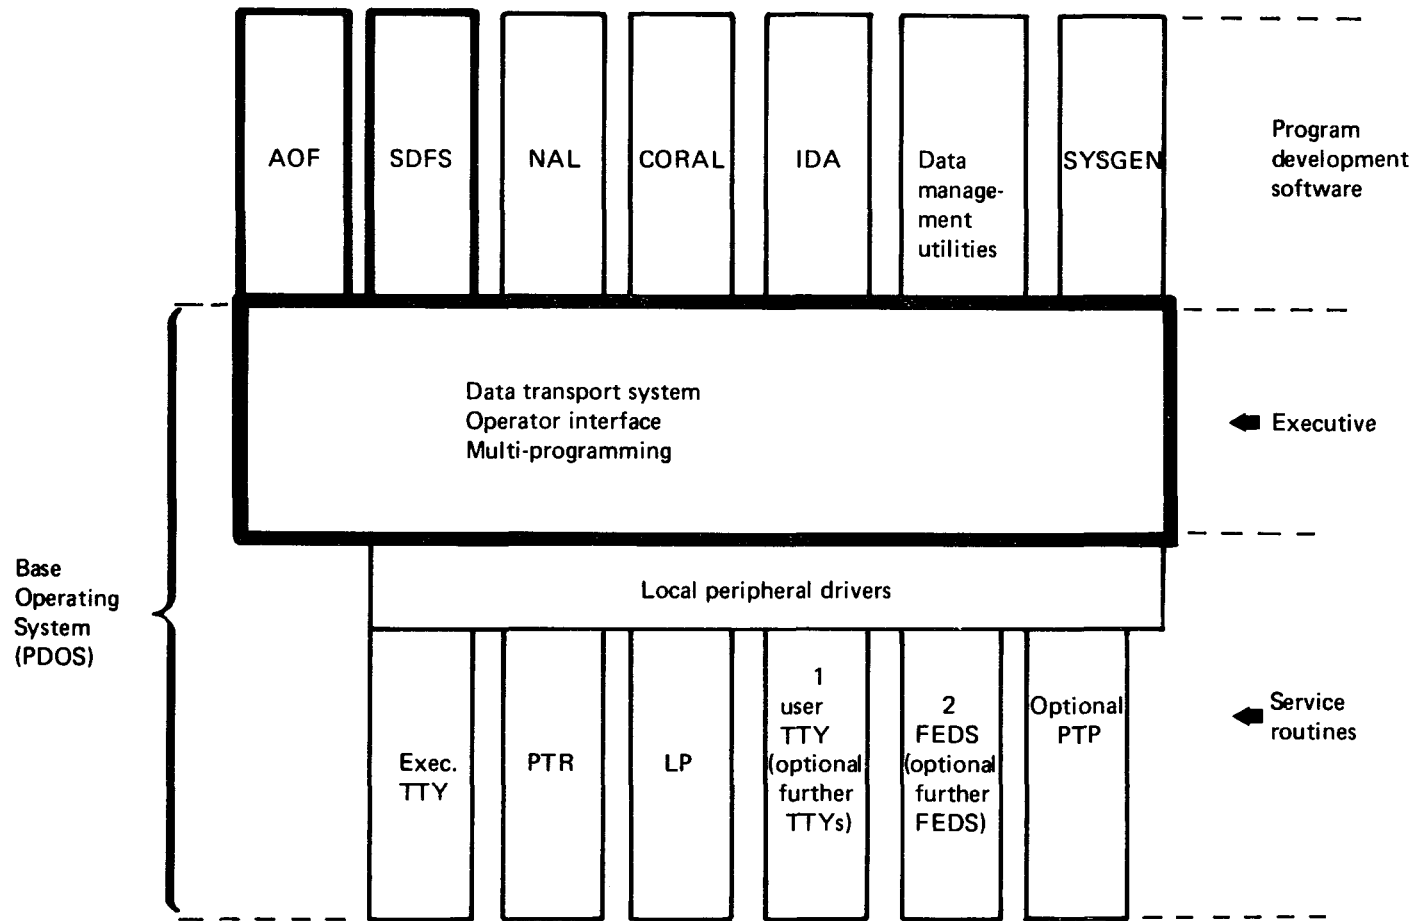 AOF
SDFS
NAL
CORAL
IDA
Data
manage-
ment
utilities
SYSGEN
Program
development
software
Data transport system
Operator interface
Multi-programming
Executive
Base
Operating
System
(PDOS)
Local peripheral drivers
Exec.
TTY
PTR
LP
1
user
TTY
(optional
further
TTYs)
2
FEDS
(optional
further
FEDS)
Optional
PTP
Service
routines